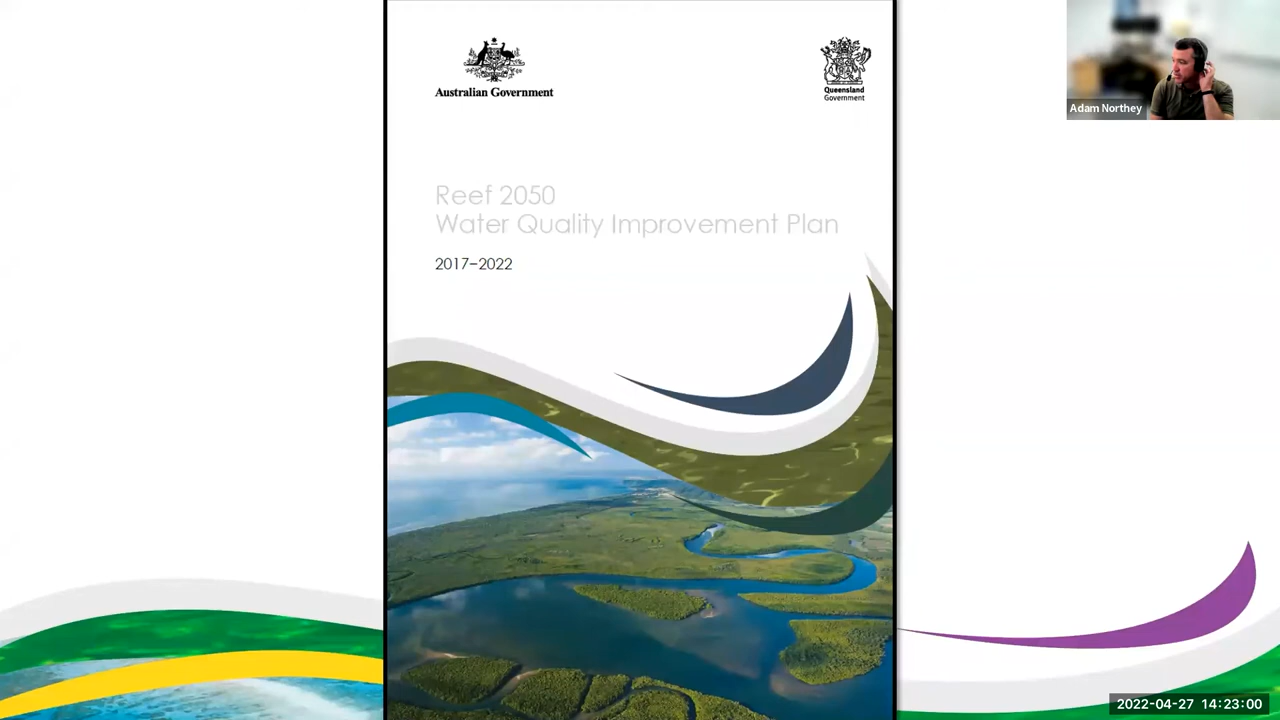 Australian Government
Queensland
Government
Adam Northey
Reef 2050
Water Quality Improvement Plan
2017–2022
2022-04-27 14:23:00